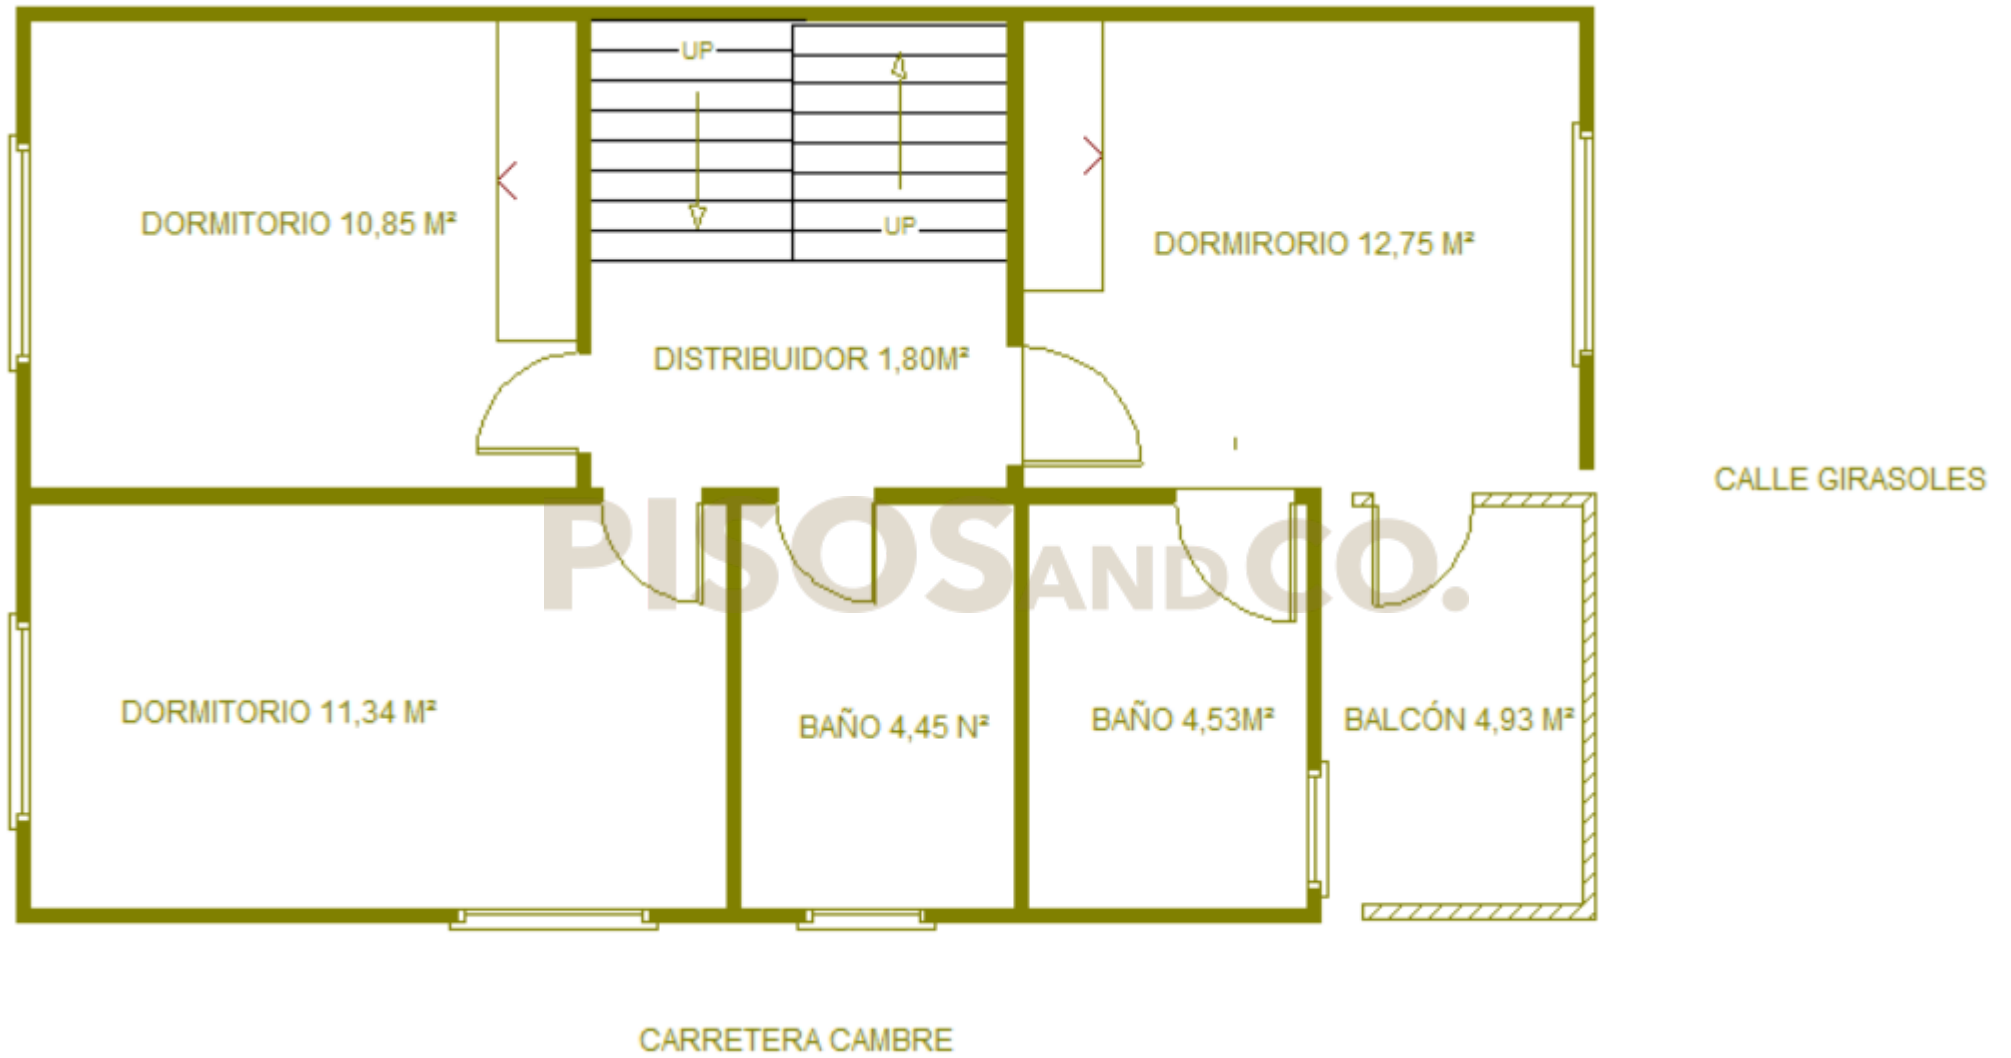 UP
UP
DORMITORIO 10,85 M²
DORMIRORIO 12,75 M²
DISTRIBUIDOR 1,80M²
CALLE GIRASOLES
PISOS AND CO.
DORMITORIO 11,34 M²
BAÑO 4,45 N²
BAÑO 4,53M²
BALCÓN 4,93 M²
CARRETERA CAMBRE